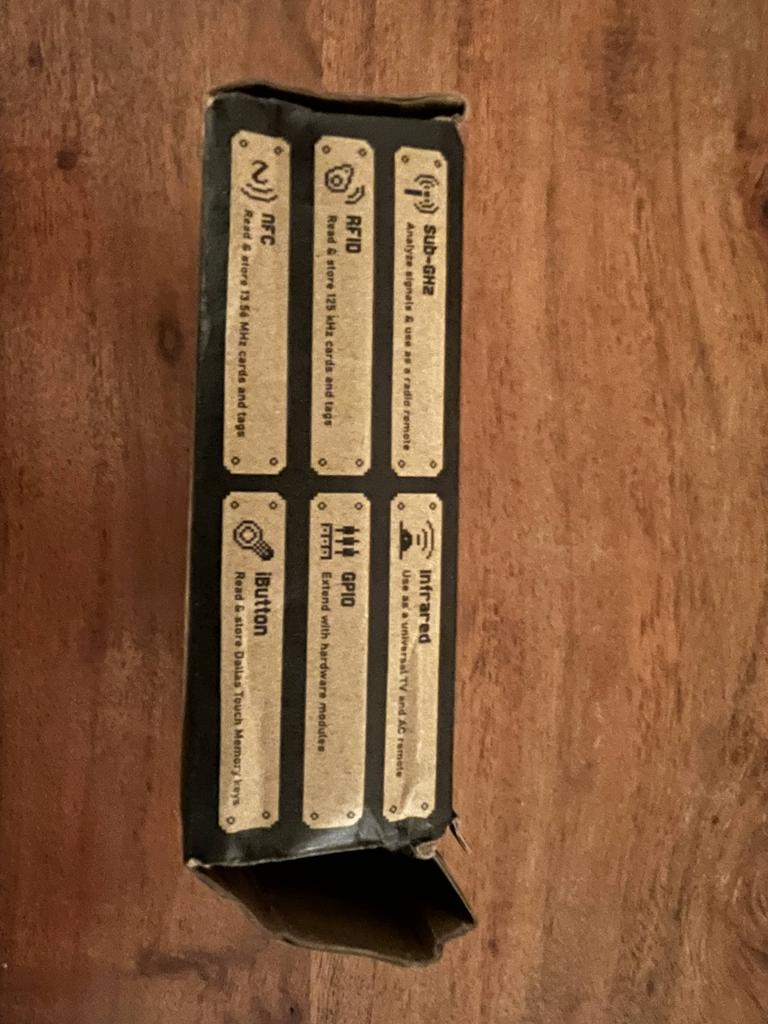 Sub-GHz
Analyze signals & use as a radio remote
RFID
Read & store 125 kHz cards and tags
NFC
Read & store 13.56 MHz cards and tags
Infrared
Use as a universal TV and AC remote
GPIO
Extend with hardware modules
iButton
Read & store Dallas Touch Memory keys